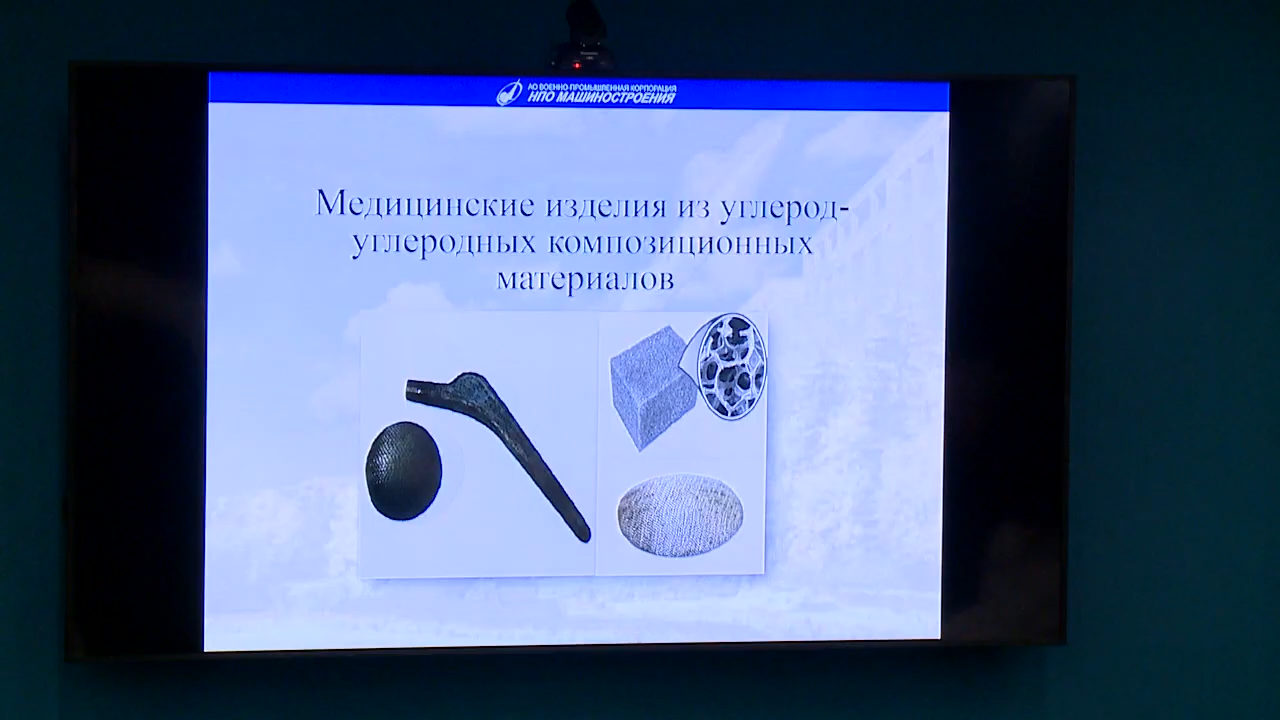 АО ВОЕННО-ПРОМЫШЛЕННАЯ КОРПОРАЦИЯ
НПО МАШИНОСТРОЕНИЯ
Медицинские изделия из углерод-
углеродных композиционных
материалов